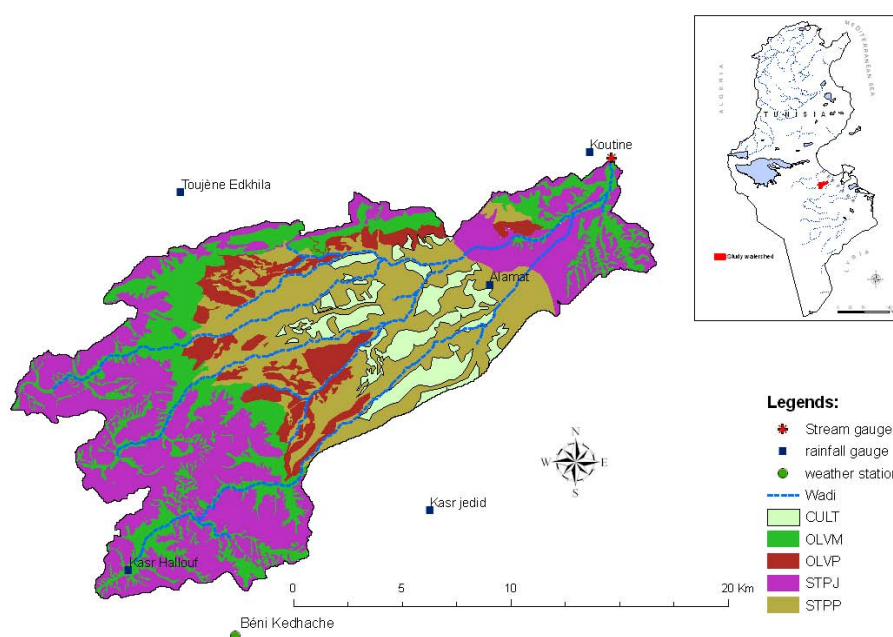 MEDITERRANEAN SEA
ALGERIA
TUNISIA
LIBIA
Study watershed
Koutine
Toujène Edkhila
Alamat
N
W E
S
Kasr jedid
Kasr Hallouf
0 5 10 20 Km
Béni Kedhache
Legends:
Stream gauge
rainfall gauge
weather station
Wadi
CULT
OLVM
OLVP
STPJ
STPP